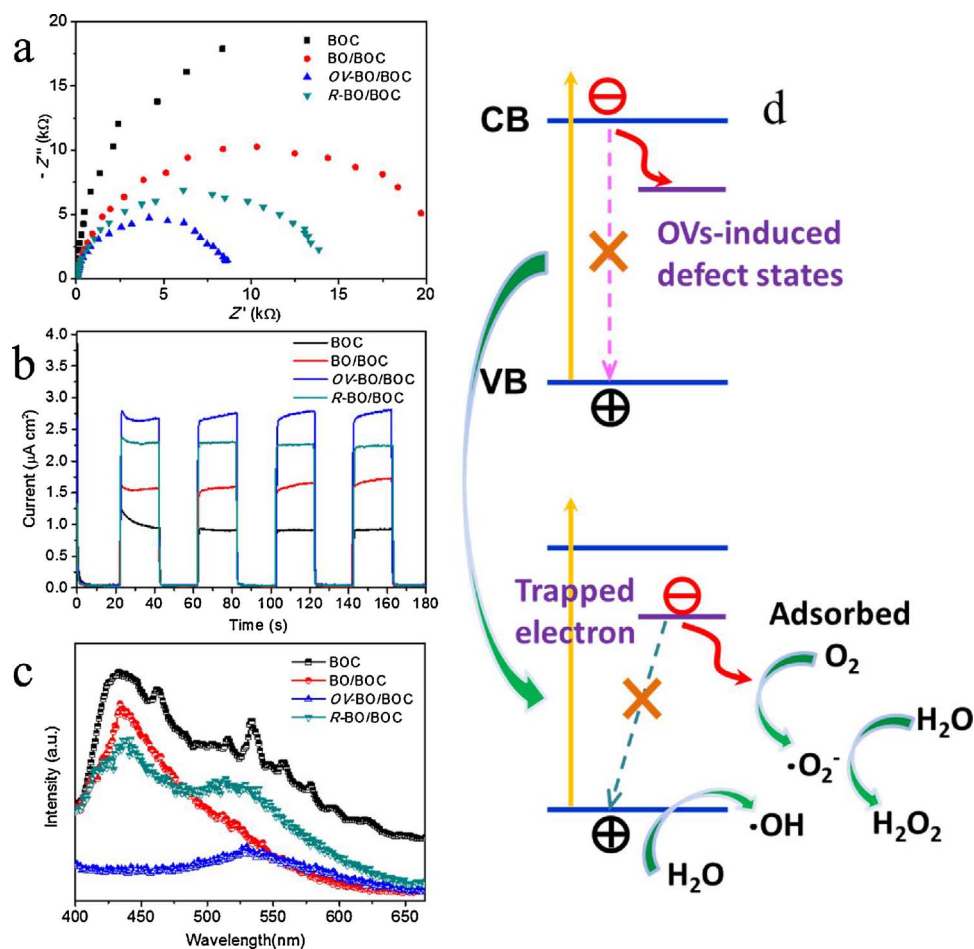 a
20
15
10
5
0
- Z'' (kΩ)
BOC
BO/BOC
OV-BO/BOC
R-BO/BOC
0 5 10 15 20
Z' (kΩ)
b
4.0
3.5
3.0
2.5
2.0
1.5
1.0
0.5
0.0
Current (μA cm²)
BOC
BO/BOC
OV-BO/BOC
R-BO/BOC
0 20 40 60 80 100 120 140 160 180
Time (s)
c
Intensity (a.u.)
BOC
BO/BOC
OV-BO/BOC
R-BO/BOC
400 450 500 550 600 650
Wavelength(nm)
d
CB
OVs-induced
defect states
VB
Trapped
electron
Adsorbed
O₂
H₂O
·O₂⁻
·OH
H₂O₂
H₂O